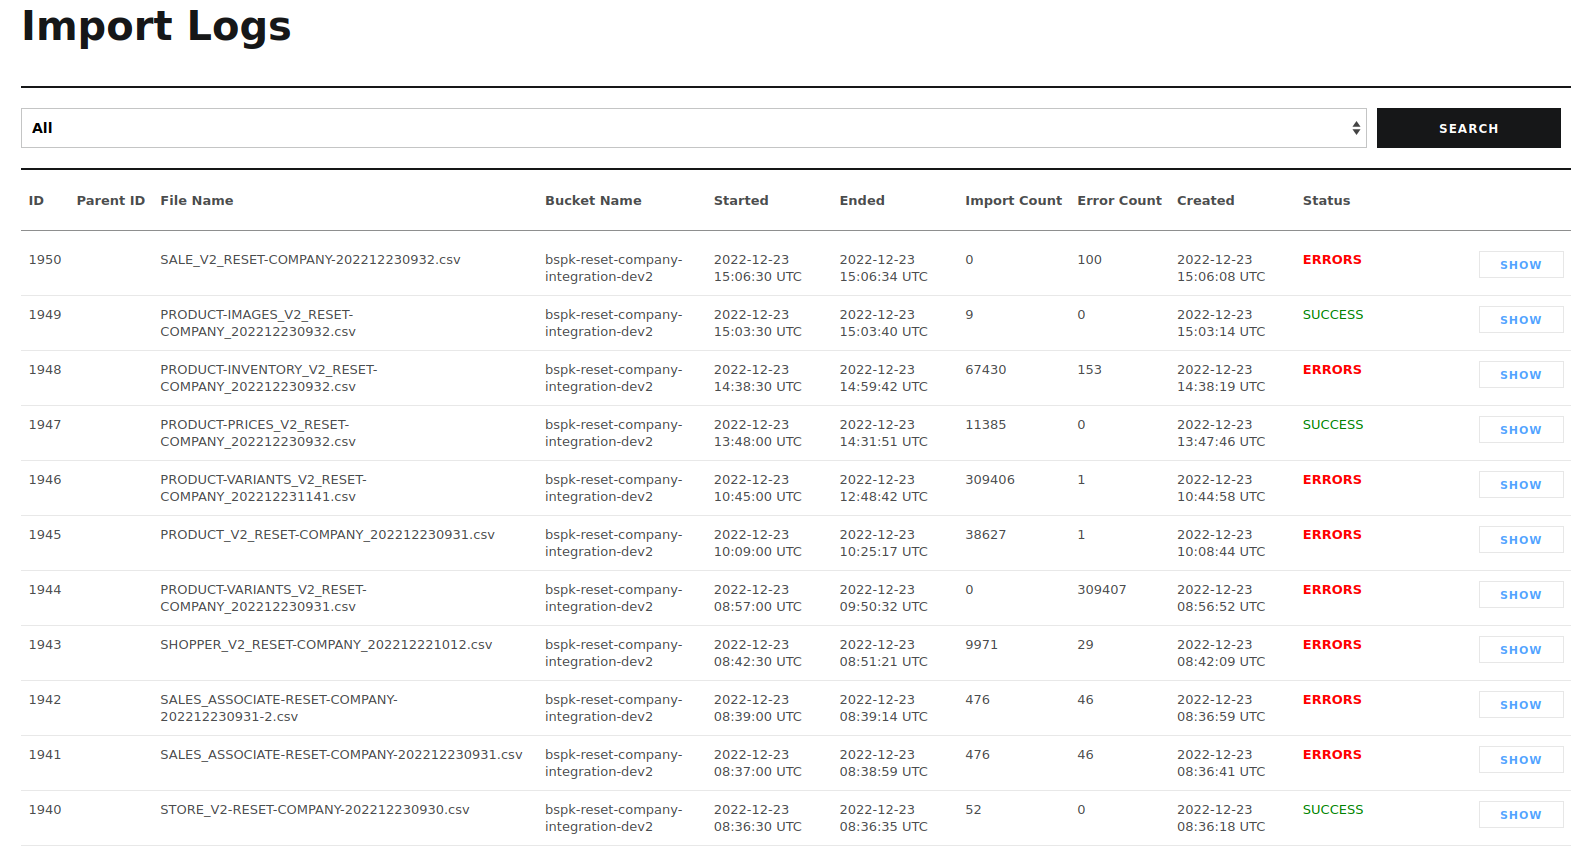 Import Logs
All
SEARCH
ID Parent ID File Name Bucket Name Started Ended Import Count Error Count Created Status
1950 SALE_V2_RESET-COMPANY-202212230932.csv bspk-reset-company- 2022-12-23 2022-12-23 0 100 2022-12-23 ERRORS SHOW
integration-dev2 15:06:30 UTC 15:06:34 UTC 15:06:08 UTC
1949 PRODUCT-IMAGES_V2_RESET- bspk-reset-company- 2022-12-23 2022-12-23 9 0 2022-12-23 SUCCESS SHOW
COMPANY_202212230932.csv integration-dev2 15:03:30 UTC 15:03:40 UTC 15:03:14 UTC
1948 PRODUCT-INVENTORY_V2_RESET- bspk-reset-company- 2022-12-23 2022-12-23 67430 153 2022-12-23 ERRORS SHOW
COMPANY_202212230932.csv integration-dev2 14:38:30 UTC 14:59:42 UTC 14:38:19 UTC
1947 PRODUCT-PRICES_V2_RESET- bspk-reset-company- 2022-12-23 2022-12-23 11385 0 2022-12-23 SUCCESS SHOW
COMPANY_202212230932.csv integration-dev2 13:48:00 UTC 14:31:51 UTC 13:47:46 UTC
1946 PRODUCT-VARIANTS_V2_RESET- bspk-reset-company- 2022-12-23 2022-12-23 309406 1 2022-12-23 ERRORS SHOW
COMPANY_202212231141.csv integration-dev2 10:45:00 UTC 12:48:42 UTC 10:44:58 UTC
1945 PRODUCT_V2_RESET-COMPANY_202212230931.csv bspk-reset-company- 2022-12-23 2022-12-23 38627 1 2022-12-23 ERRORS SHOW
integration-dev2 10:09:00 UTC 10:25:17 UTC 10:08:44 UTC
1944 PRODUCT-VARIANTS_V2_RESET- bspk-reset-company- 2022-12-23 2022-12-23 0 309407 2022-12-23 ERRORS SHOW
COMPANY_202212230931.csv integration-dev2 08:57:00 UTC 09:50:32 UTC 08:56:52 UTC
1943 SHOPPER_V2_RESET-COMPANY_202212221012.csv bspk-reset-company- 2022-12-23 2022-12-23 9971 29 2022-12-23 ERRORS SHOW
integration-dev2 08:42:30 UTC 08:51:21 UTC 08:42:09 UTC
1942 SALES_ASSOCIATE-RESET-COMPANY- bspk-reset-company- 2022-12-23 2022-12-23 476 46 2022-12-23 ERRORS SHOW
202212230931-2.csv integration-dev2 08:39:00 UTC 08:39:14 UTC 08:36:59 UTC
1941 SALES_ASSOCIATE-RESET-COMPANY-202212230931.csv bspk-reset-company- 2022-12-23 2022-12-23 476 46 2022-12-23 ERRORS SHOW
integration-dev2 08:37:00 UTC 08:38:59 UTC 08:36:41 UTC
1940 STORE_V2-RESET-COMPANY-202212230930.csv bspk-reset-company- 2022-12-23 2022-12-23 52 0 2022-12-23 SUCCESS SHOW
integration-dev2 08:36:30 UTC 08:36:35 UTC 08:36:18 UTC